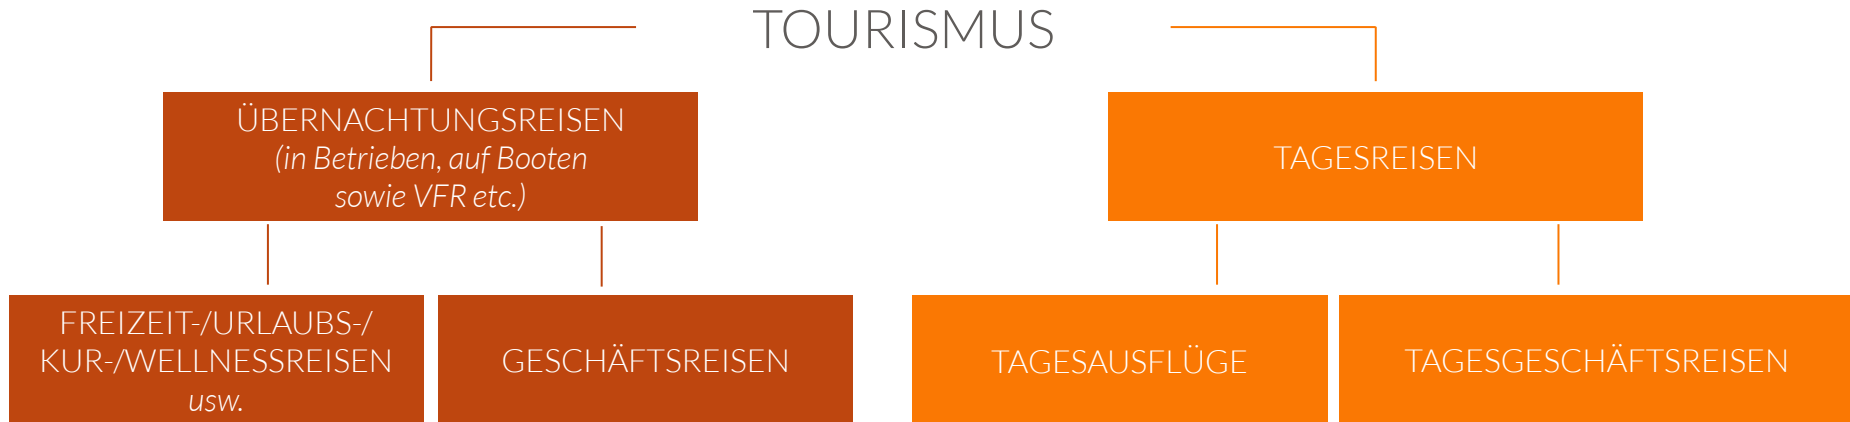 TOURISMUS
ÜBERNACHTUNGSREISEN
(in Betrieben, auf Booten
sowie VFR etc.)
TAGESREISEN
FREIZEIT-/URLAUBS-/
KUR-/WELLNESSREISEN
usw.
GESCHÄFTSREISEN
TAGESAUSFLÜGE
TAGESGESCHÄFTSREISEN